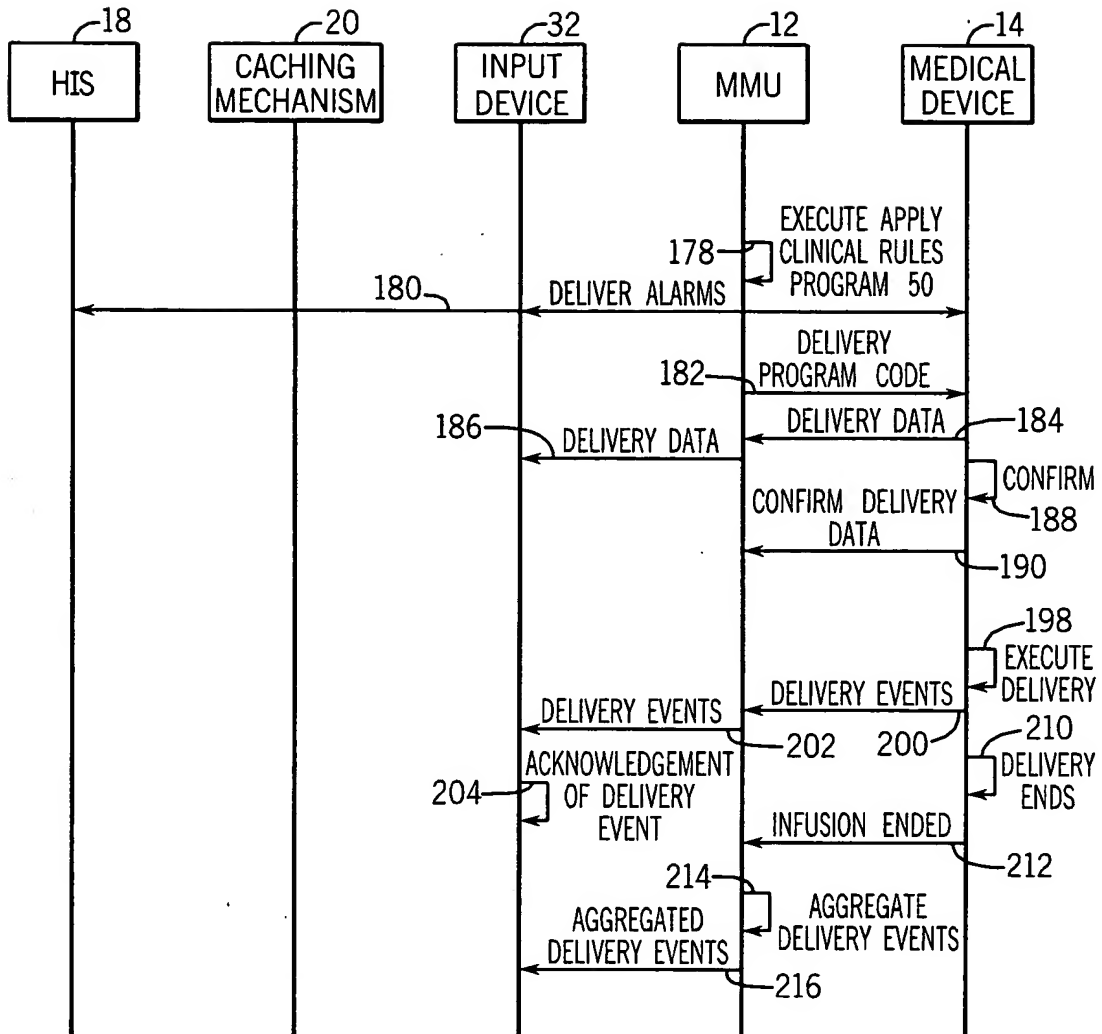 18
20
32
12
14
HIS
CACHING
MECHANISM
INPUT
DEVICE
MMU
MEDICAL
DEVICE
178
EXECUTE APPLY
CLINICAL RULES
PROGRAM 50
180
DELIVER ALARMS
182
DELIVERY
PROGRAM CODE
184
DELIVERY DATA
186
DELIVERY DATA
CONFIRM
188
CONFIRM DELIVERY
DATA
190
198
EXECUTE
DELIVERY
DELIVERY EVENTS
200
DELIVERY EVENTS
202
210
DELIVERY
ENDS
204
ACKNOWLEDGEMENT
OF DELIVERY
EVENT
INFUSION ENDED
212
214
AGGREGATE
DELIVERY EVENTS
AGGREGATED
DELIVERY EVENTS
216